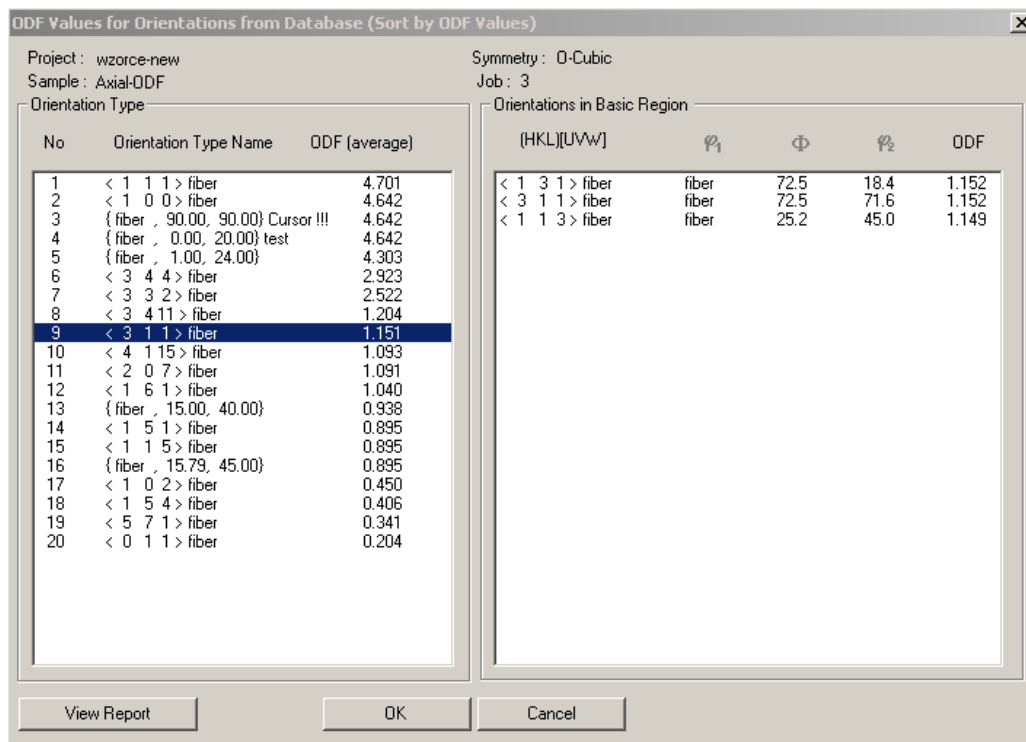 ODF Values for Orientations from Database (Sort by ODF Values)
Project : wzorce-new
Symmetry : O-Cubic
Sample : Axial-ODF
Job : 3
Orientation Type
No Orientation Type Name ODF (average)
1 < 1 1 1 > fiber 4.701
2 < 1 0 0 > fiber 4.642
3 { fiber , 90.00, 90.00} Cursor !!! 4.642
4 { fiber , 0.00, 20.00} test 4.642
5 { fiber , 1.00, 24.00} 4.303
6 < 3 4 4 > fiber 2.923
7 < 3 3 2 > fiber 2.522
8 < 3 4 11 > fiber 1.204
9 < 3 1 1 > fiber 1.151
10 < 4 1 15 > fiber 1.093
11 < 2 0 7 > fiber 1.091
12 < 1 6 1 > fiber 1.040
13 { fiber , 15.00, 40.00} 0.938
14 < 1 5 1 > fiber 0.895
15 < 1 1 5 > fiber 0.895
16 { fiber , 15.79, 45.00} 0.895
17 < 1 0 2 > fiber 0.450
18 < 1 5 4 > fiber 0.406
19 < 5 7 1 > fiber 0.341
20 < 0 1 1 > fiber 0.204
Orientations in Basic Region
(HKL)[UVW] φ1 Φ φ2 ODF
< 1 3 1 > fiber fiber 72.5 18.4 1.152
< 3 1 1 > fiber fiber 72.5 71.6 1.152
< 1 1 3 > fiber fiber 25.2 45.0 1.149
View Report
OK
Cancel